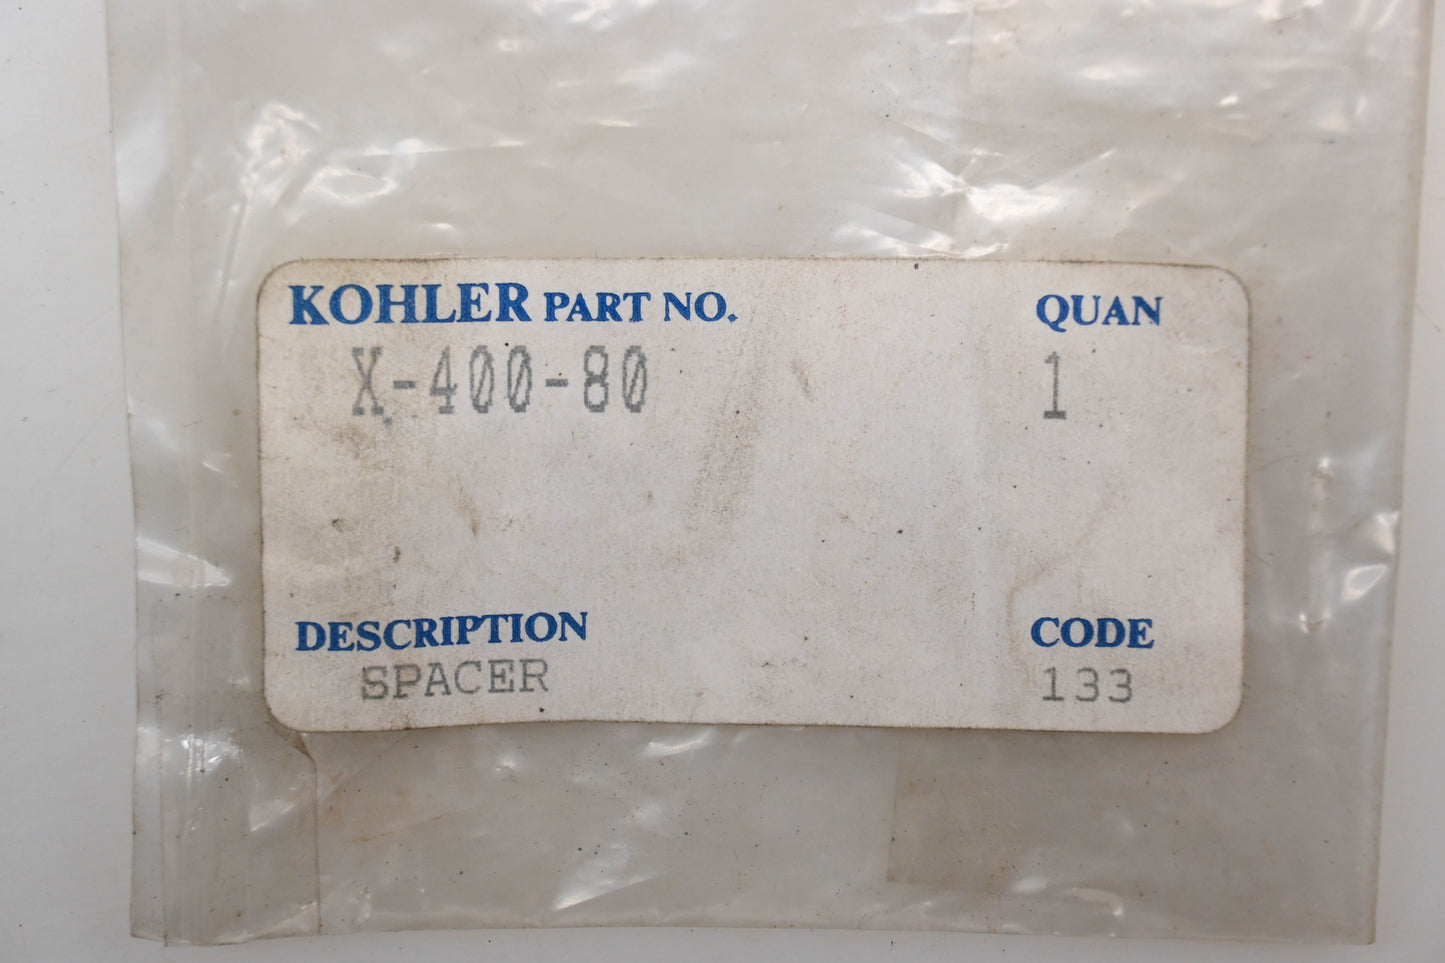 KOHLER PART NO. QUAN
X-400-80 1
DESCRIPTION CODE
SPACER 133